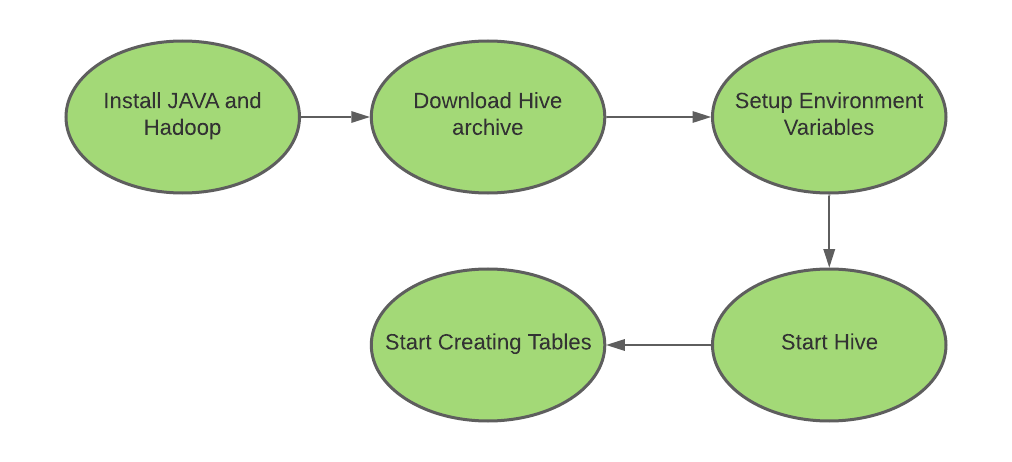 Install JAVA and
Hadoop
Download Hive
archive
Setup Environment
Variables
Start Hive
Start Creating Tables